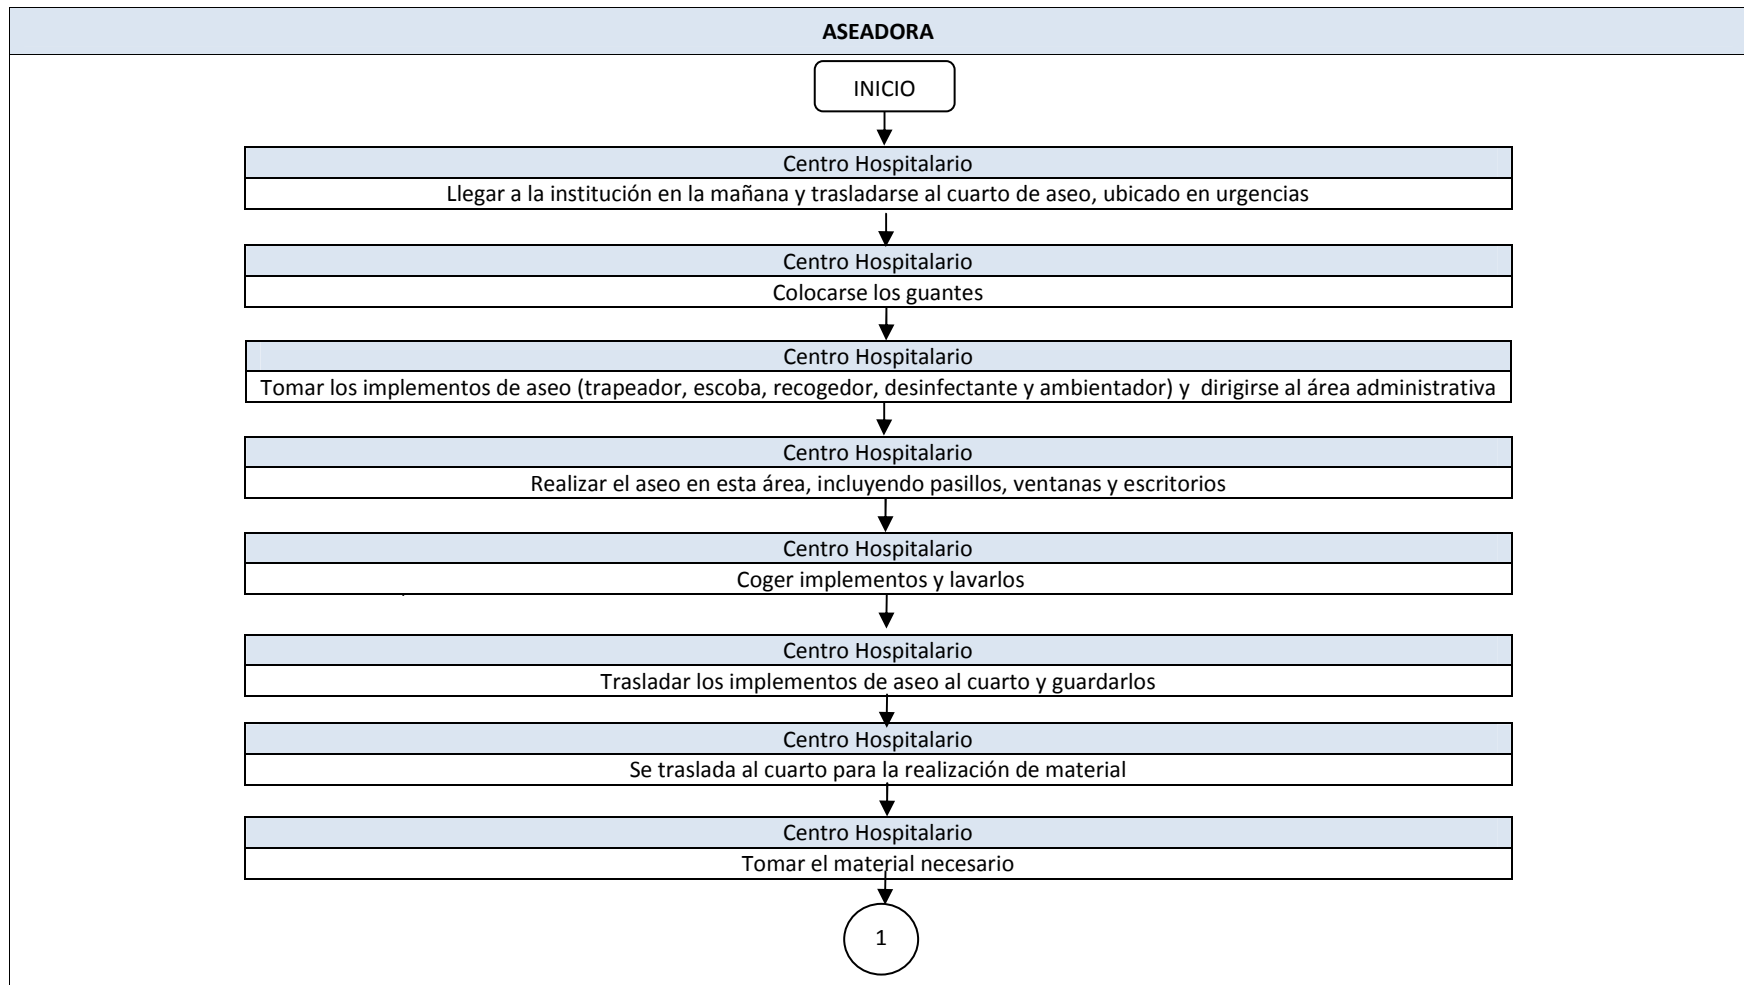 ASEADORA
INICIO
Centro Hospitalario
Llegar a la institución en la mañana y trasladarse al cuarto de aseo, ubicado en urgencias
Centro Hospitalario
Colocarse los guantes
Centro Hospitalario
Tomar los implementos de aseo (trapeador, escoba, recogedor, desinfectante y ambientador) y dirigirse al área administrativa
Centro Hospitalario
Realizar el aseo en esta área, incluyendo pasillos, ventanas y escritorios
Centro Hospitalario
Coger implementos y lavarlos
Centro Hospitalario
Trasladar los implementos de aseo al cuarto y guardarlos
Centro Hospitalario
Se traslada al cuarto para la realización de material
Centro Hospitalario
Tomar el material necesario
1